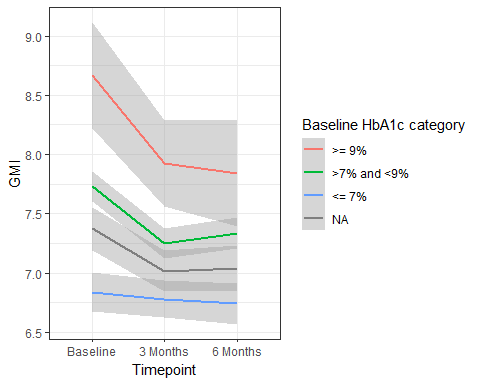 9.0
8.5
8.0
7.5
7.0
6.5
GMI
Baseline
3 Months
6 Months
Timepoint
Baseline HbA1c category
>= 9%
>7% and <9%
<= 7%
NA